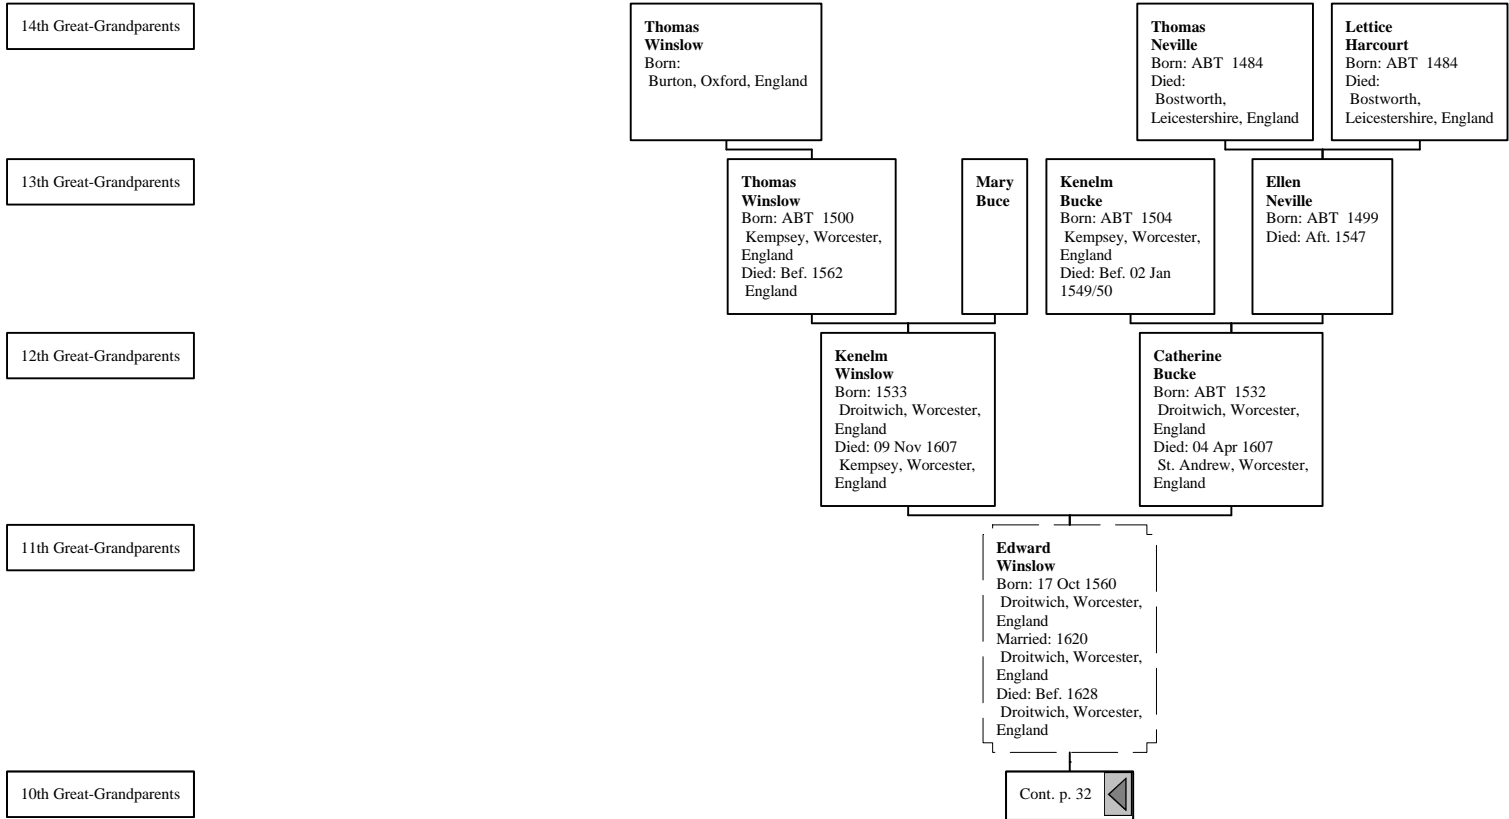 14th Great-Grandparents
Thomas
Winslow
Born:
Burton, Oxford, England
Thomas
Neville
Born: ABT 1484
Died:
Bostworth,
Leicestershire, England
Lettice
Harcourt
Born: ABT 1484
Died:
Bostworth,
Leicestershire, England
13th Great-Grandparents
Thomas
Winslow
Born: ABT 1500
Kempsey, Worcester,
England
Died: Bef. 1562
England
Mary
Buce
Kenelm
Bucke
Born: ABT 1504
Kempsey, Worcester,
England
Died: Bef. 02 Jan
1549/50
Ellen
Neville
Born: ABT 1499
Died: Aft. 1547
12th Great-Grandparents
Kenelm
Winslow
Born: 1533
Droitwich, Worcester,
England
Died: 09 Nov 1607
Kempsey, Worcester,
England
Catherine
Bucke
Born: ABT 1532
Droitwich, Worcester,
England
Died: 04 Apr 1607
St. Andrew, Worcester,
England
11th Great-Grandparents
Edward
Winslow
Born: 17 Oct 1560
Droitwich, Worcester,
England
Married: 1620
Droitwich, Worcester,
England
Died: Bef. 1628
Droitwich, Worcester,
England
10th Great-Grandparents
Cont. p. 32